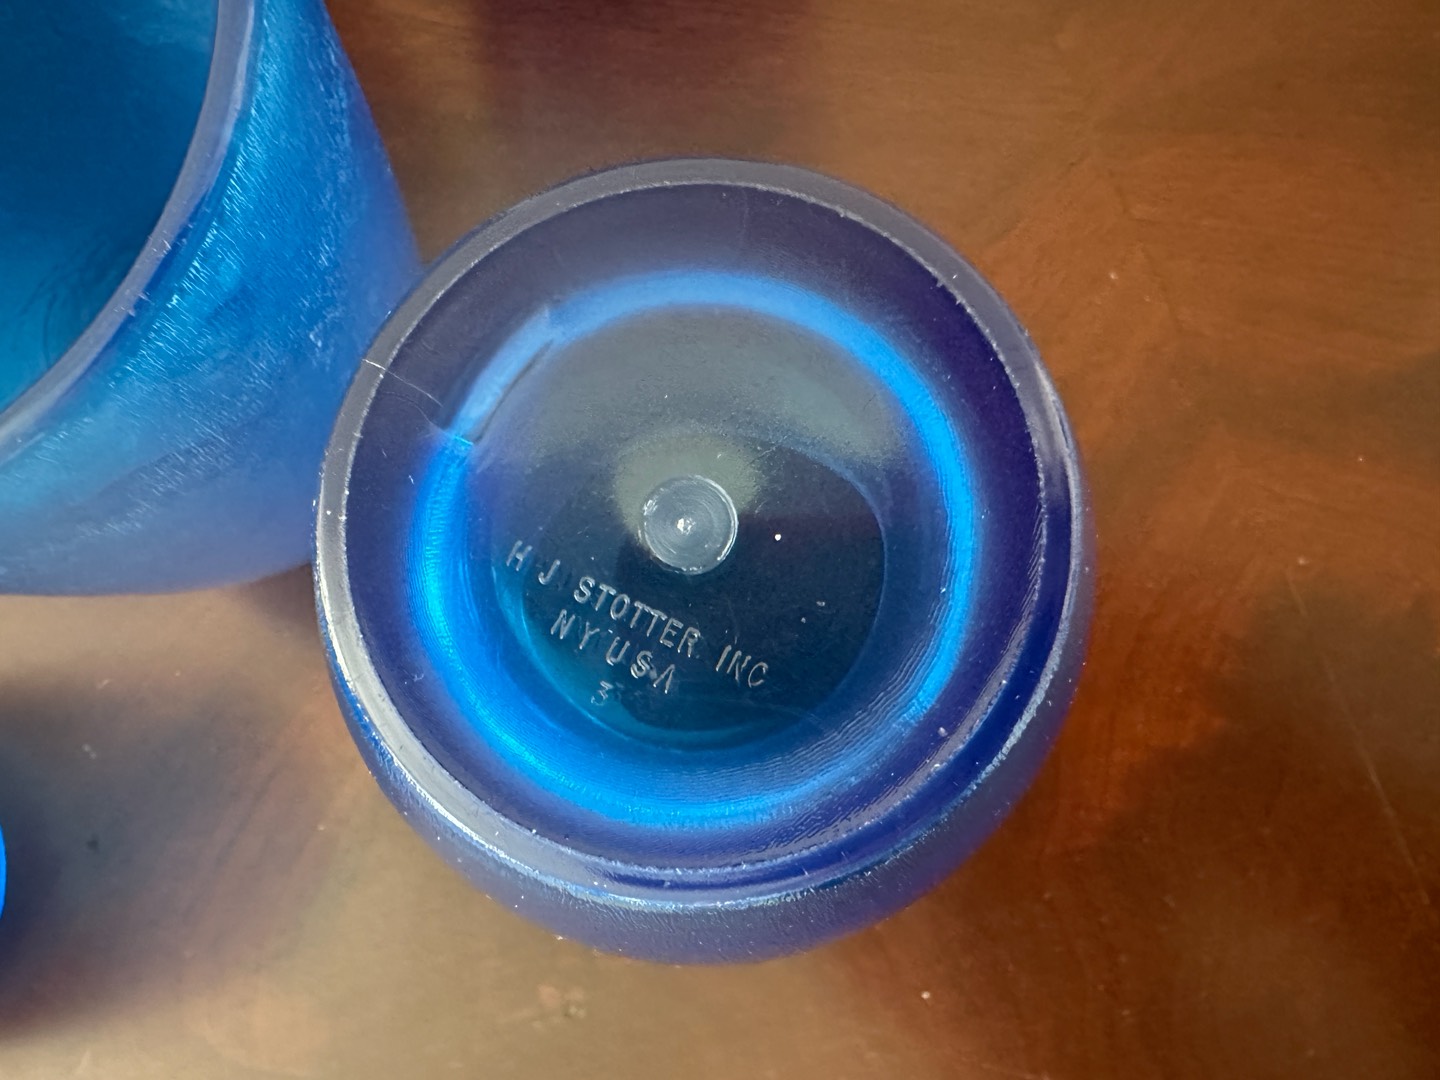 H J STOTTER INC
NY USA
3